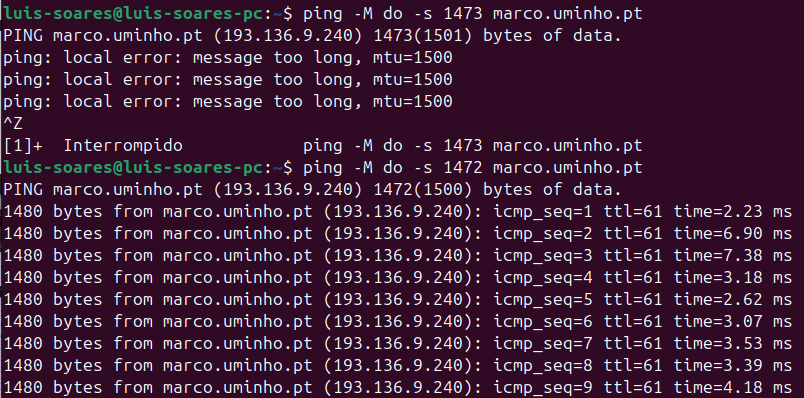 luis-soares@luis-soares-pc:~$ ping -M do -s 1473 marco.uminho.pt
PING marco.uminho.pt (193.136.9.240) 1473(1501) bytes of data.
ping: local error: message too long, mtu=1500
ping: local error: message too long, mtu=1500
ping: local error: message too long, mtu=1500
^Z
[1]+  Interrompido            ping -M do -s 1473 marco.uminho.pt
luis-soares@luis-soares-pc:~$ ping -M do -s 1472 marco.uminho.pt
PING marco.uminho.pt (193.136.9.240) 1472(1500) bytes of data.
1480 bytes from marco.uminho.pt (193.136.9.240): icmp_seq=1 ttl=61 time=2.23 ms
1480 bytes from marco.uminho.pt (193.136.9.240): icmp_seq=2 ttl=61 time=6.90 ms
1480 bytes from marco.uminho.pt (193.136.9.240): icmp_seq=3 ttl=61 time=7.38 ms
1480 bytes from marco.uminho.pt (193.136.9.240): icmp_seq=4 ttl=61 time=3.18 ms
1480 bytes from marco.uminho.pt (193.136.9.240): icmp_seq=5 ttl=61 time=2.62 ms
1480 bytes from marco.uminho.pt (193.136.9.240): icmp_seq=6 ttl=61 time=3.07 ms
1480 bytes from marco.uminho.pt (193.136.9.240): icmp_seq=7 ttl=61 time=3.53 ms
1480 bytes from marco.uminho.pt (193.136.9.240): icmp_seq=8 ttl=61 time=3.39 ms
1480 bytes from marco.uminho.pt (193.136.9.240): icmp_seq=9 ttl=61 time=4.18 ms